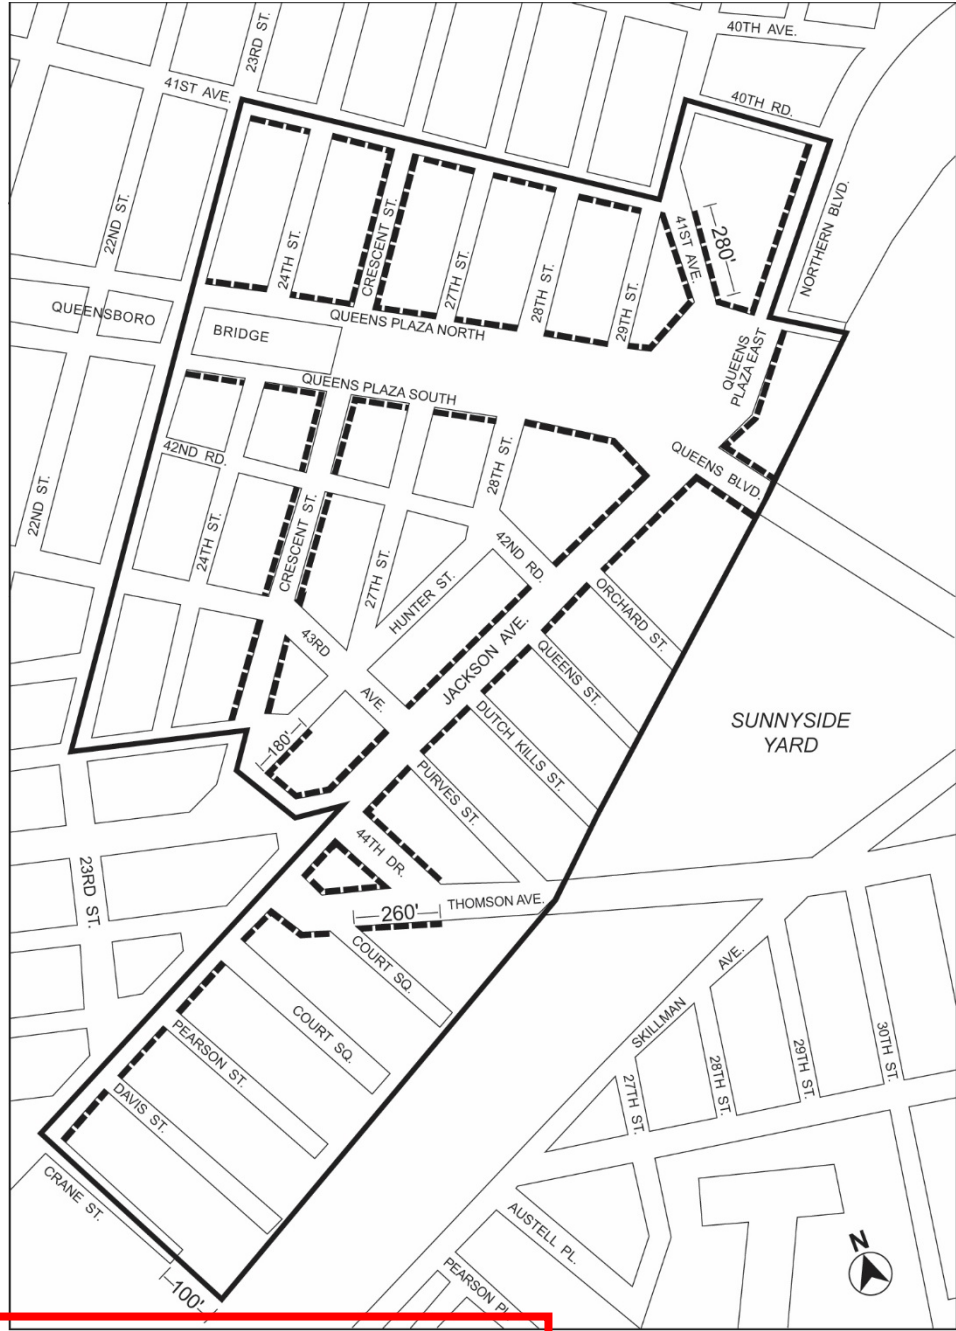 40TH AVE.
23RD ST.
41ST AVE.
40TH RD.
22ND ST.
24TH ST.
CRESCENT ST.
27TH ST.
28TH ST.
29TH ST.
41ST AVE.
280'
NORTHERN BLVD.
QUEENSBORO
BRIDGE
QUEENS PLAZA NORTH
QUEENS
PLAZA EAST
QUEENS PLAZA SOUTH
42ND RD.
28TH ST.
QUEENS BLVD.
22ND ST.
24TH ST.
CRESCENT ST.
27TH ST.
42ND RD.
HUNTER ST.
ORCHARD ST.
43RD
AVE.
JACKSON AVE.
QUEENS ST.
DUTCH KILLS ST.
SUNNYSIDE
YARD
180'
PURVES ST.
44TH DR.
23RD ST.
THOMSON AVE.
260'
COURT SQ.
COURT SQ.
SKILLMAN
AVE.
PEARSON ST.
DAVIS ST.
27TH ST.
28TH ST.
29TH ST.
30TH ST.
CRANE ST.
AUSTELL PL.
N
100'
PEARSON PL.